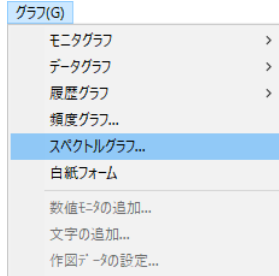 グラフ(G)
モニタグラフ >
データグラフ >
履歴グラフ >
頻度グラフ...
スペクトルグラフ...
白紙フォーム
数値ﾓﾆﾀの追加...
文字の追加...
作図ﾃﾞｰﾀの設定...